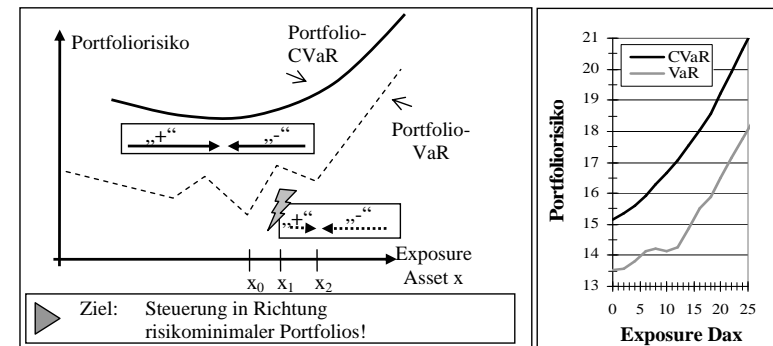 Portfoliorisiko
Portfolio-
CVaR
„+“ „-“
Portfolio-
VaR
„+“ „-“
Exposure
Asset x
x0 x1 x2
Ziel: Steuerung in Richtung
risikominimaler Portfolios!
Portfoliorisiko
21
20
19
18
17
16
15
14
13
CVaR
VaR
0 5 10 15 20 25
Exposure Dax